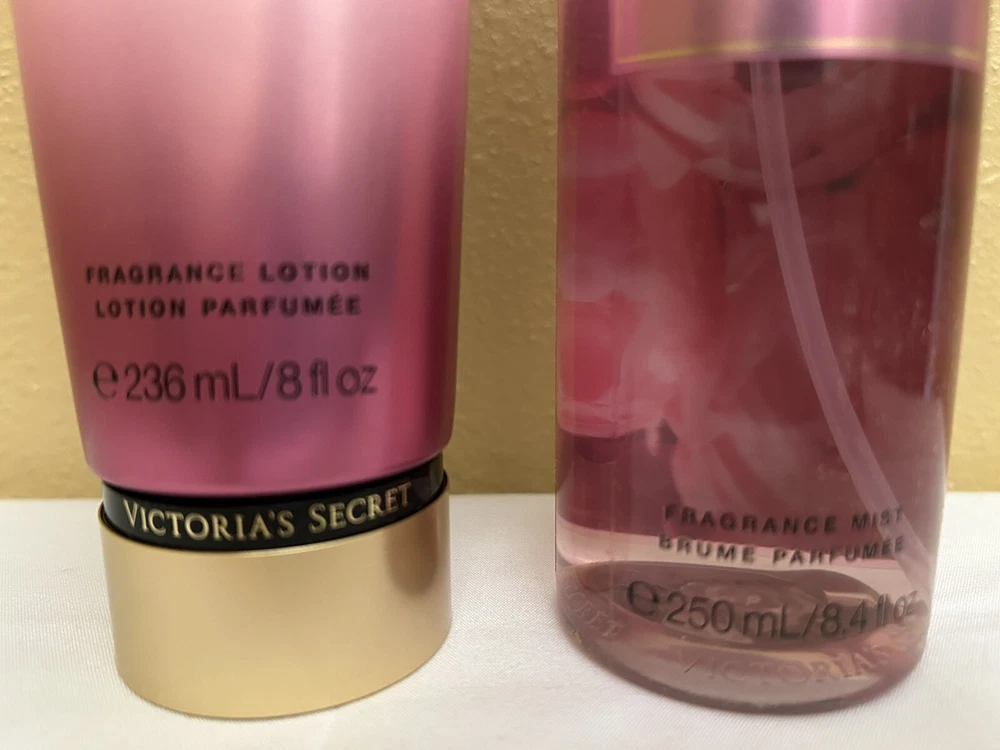 FRAGRANCE LOTION
LOTION PARFUMÉE
℮236 mL/8 fl oz
VICTORIA'S SECRET
FRAGRANCE MIST
BRUME PARFUMÉE
℮250 mL/8.4 fl oz
VICTORIA'S